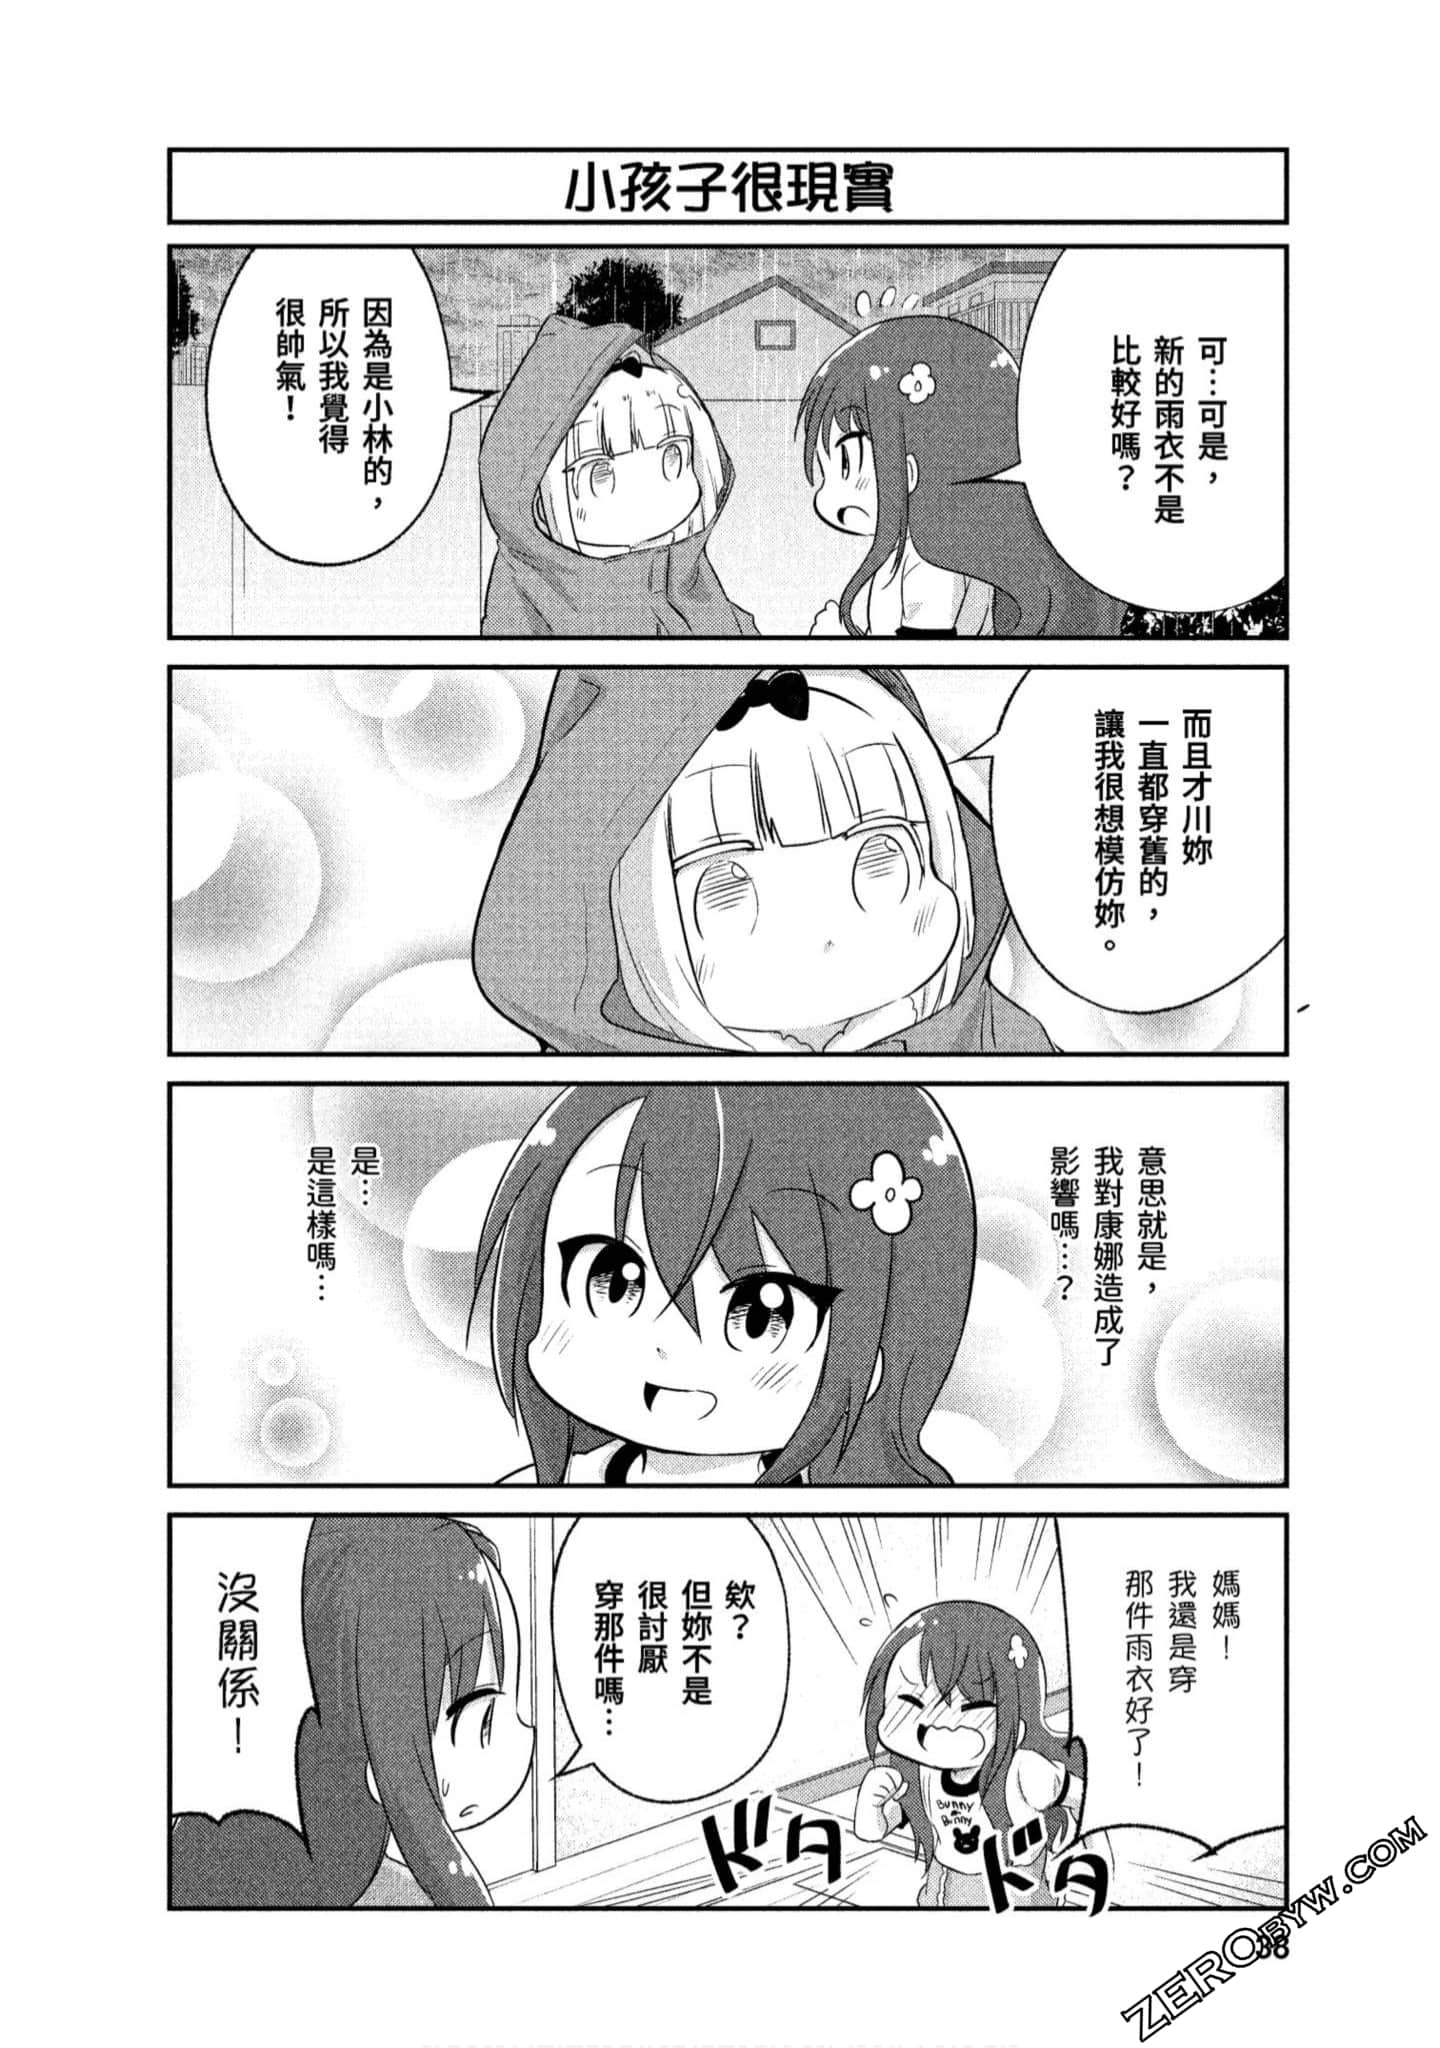 小孩子很現實
可…可是，
新的雨衣不是
比較好嗎？
因為是小林的，
所以我覺得
很帥氣！
而且才川妳
一直都穿舊的，
讓我很想模仿妳。
意思就是，
我對康娜造成了
影響嗎…？
是…
是這樣嗎…
媽媽！
我還是穿
那件雨衣好了！
BUNNY
Bunny
ドタ
ドタ
欸？
但妳不是
很討厭
穿那件嗎…
沒關係！
38
ZEROBYW.COM